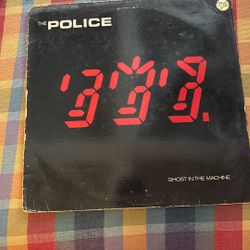 THE POLICE
GHOST IN THE MACHINE